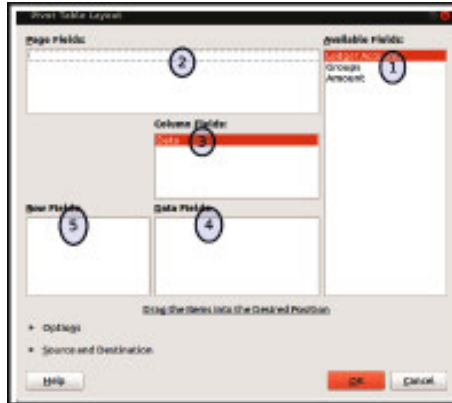 Pivot Table Layout
Page Fields:
Available Fields:
2
Ledger
1
Groups
Amount
Column Fields:
Data
3
Row Fields:
Data Fields:
5
4
Drag the Items into the Desired Position
Options
Source and Destination
Help
OK
Cancel